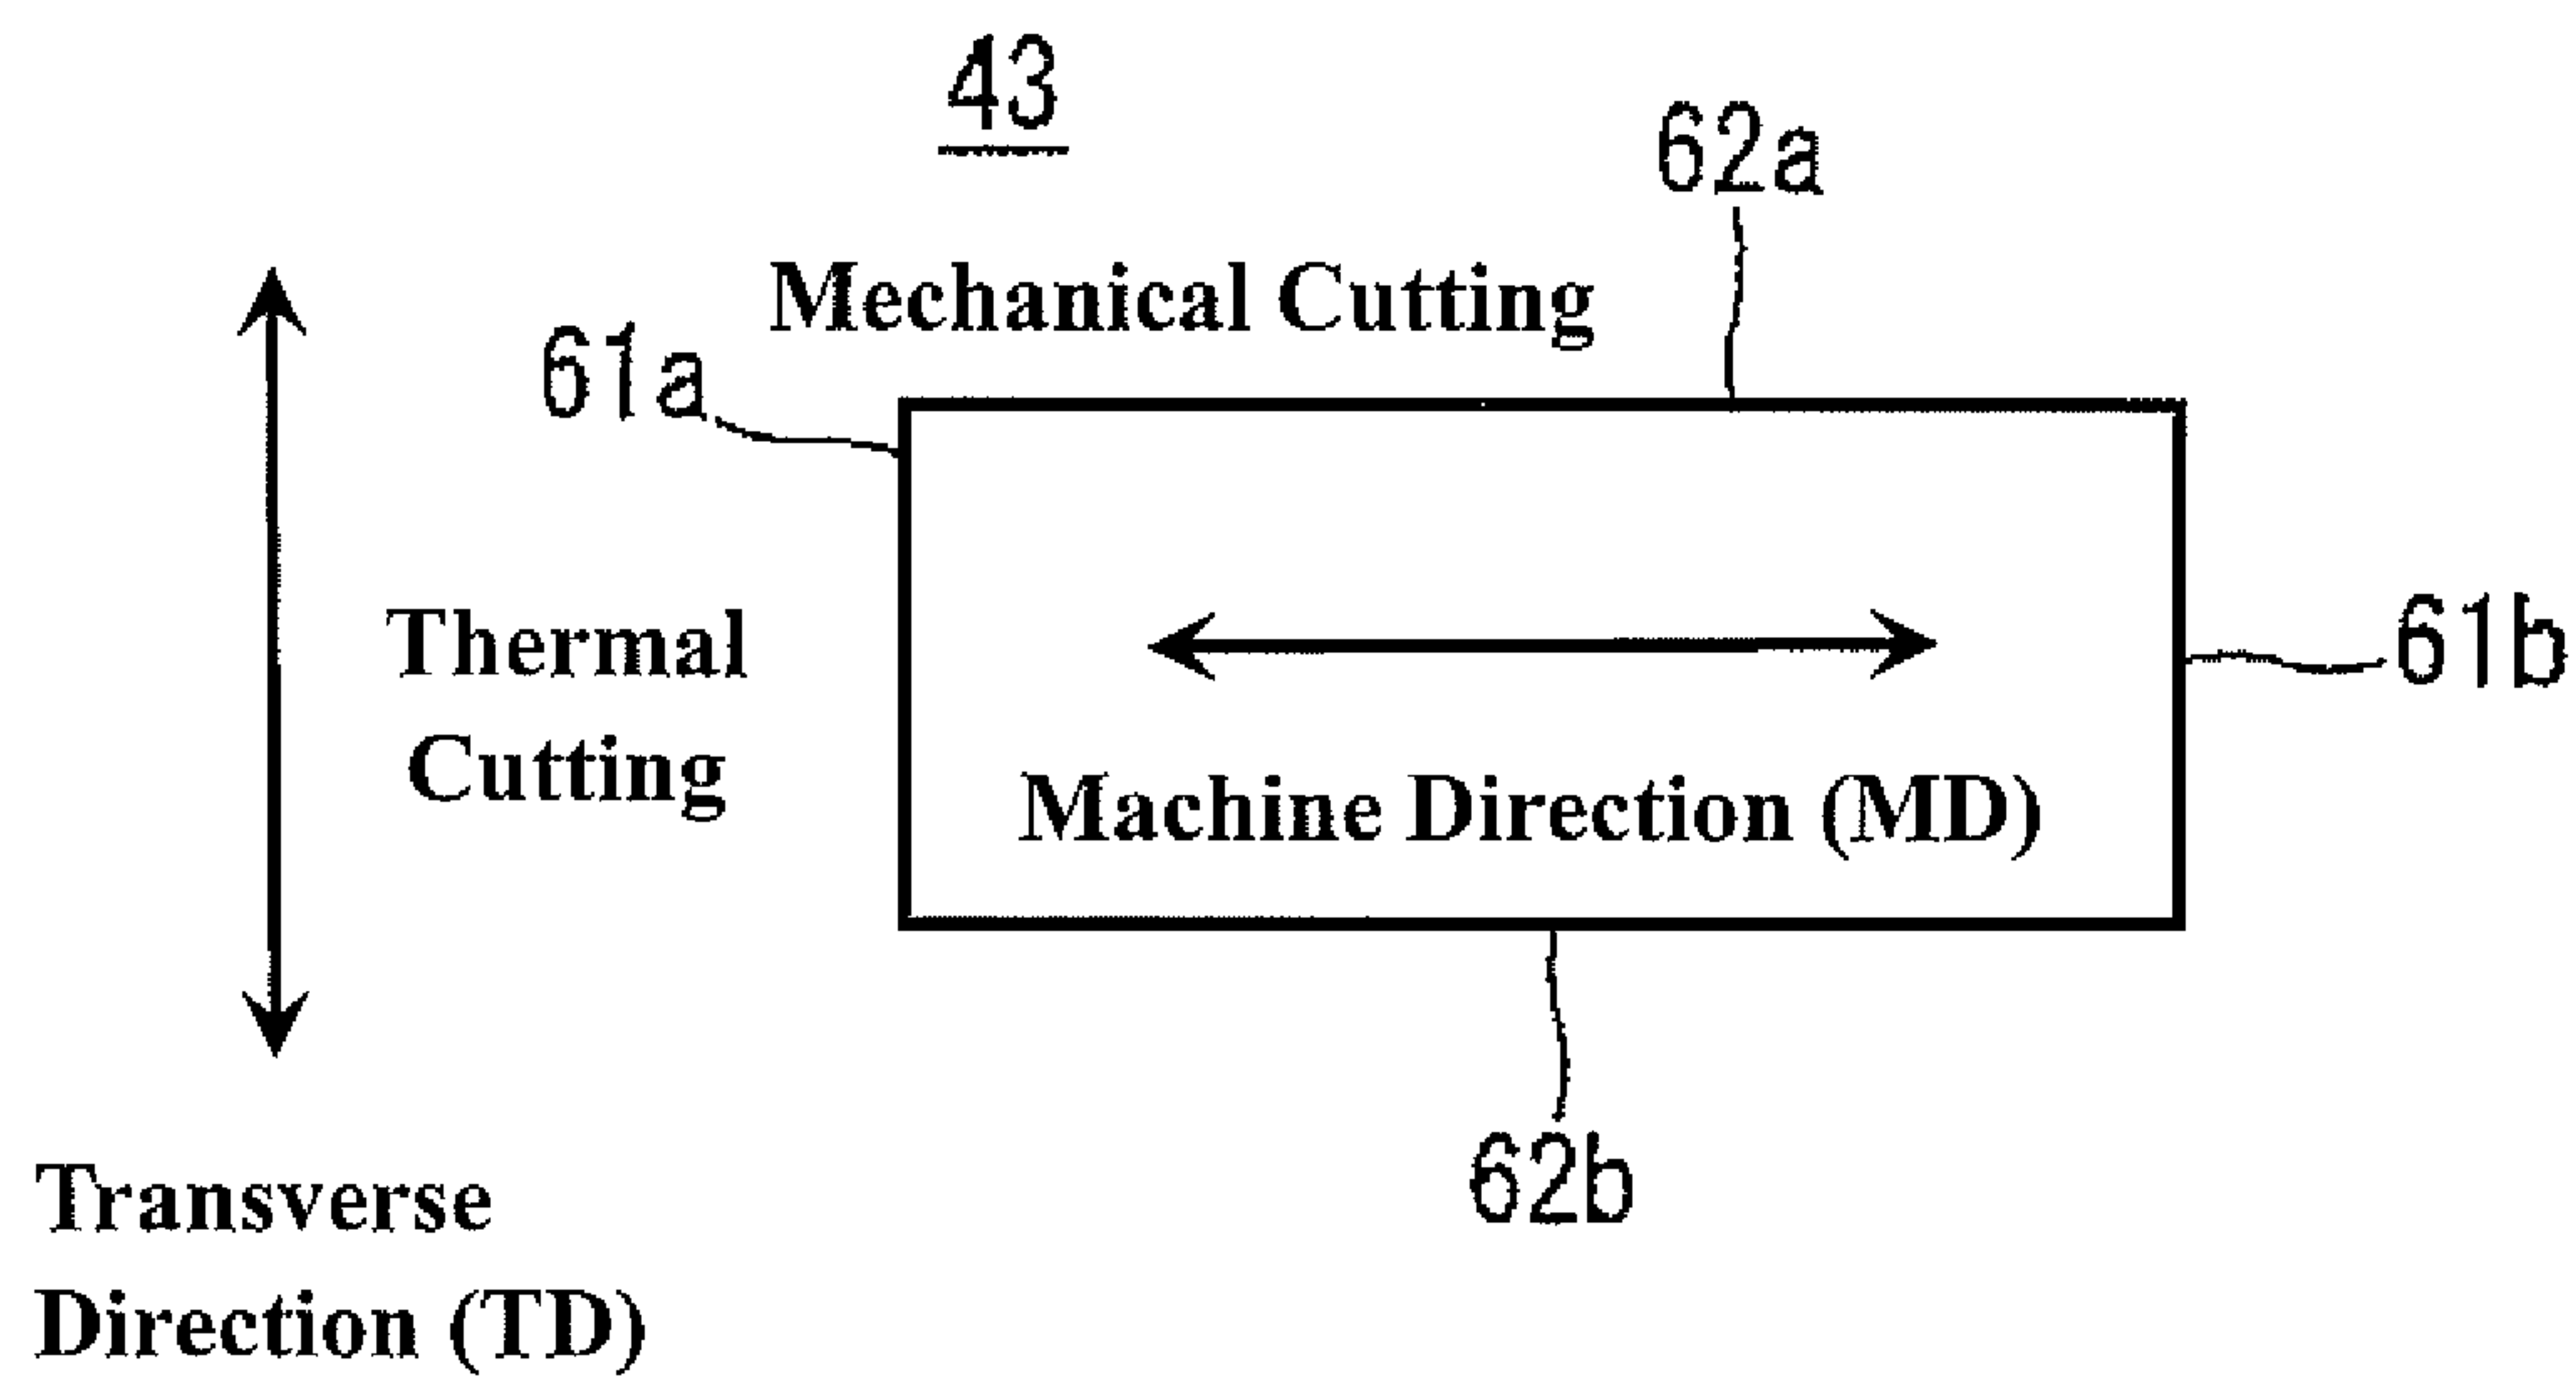 43
62a
Mechanical Cutting
61a
Thermal
Cutting
61b
Machine Direction (MD)
62b
Transverse
Direction (TD)